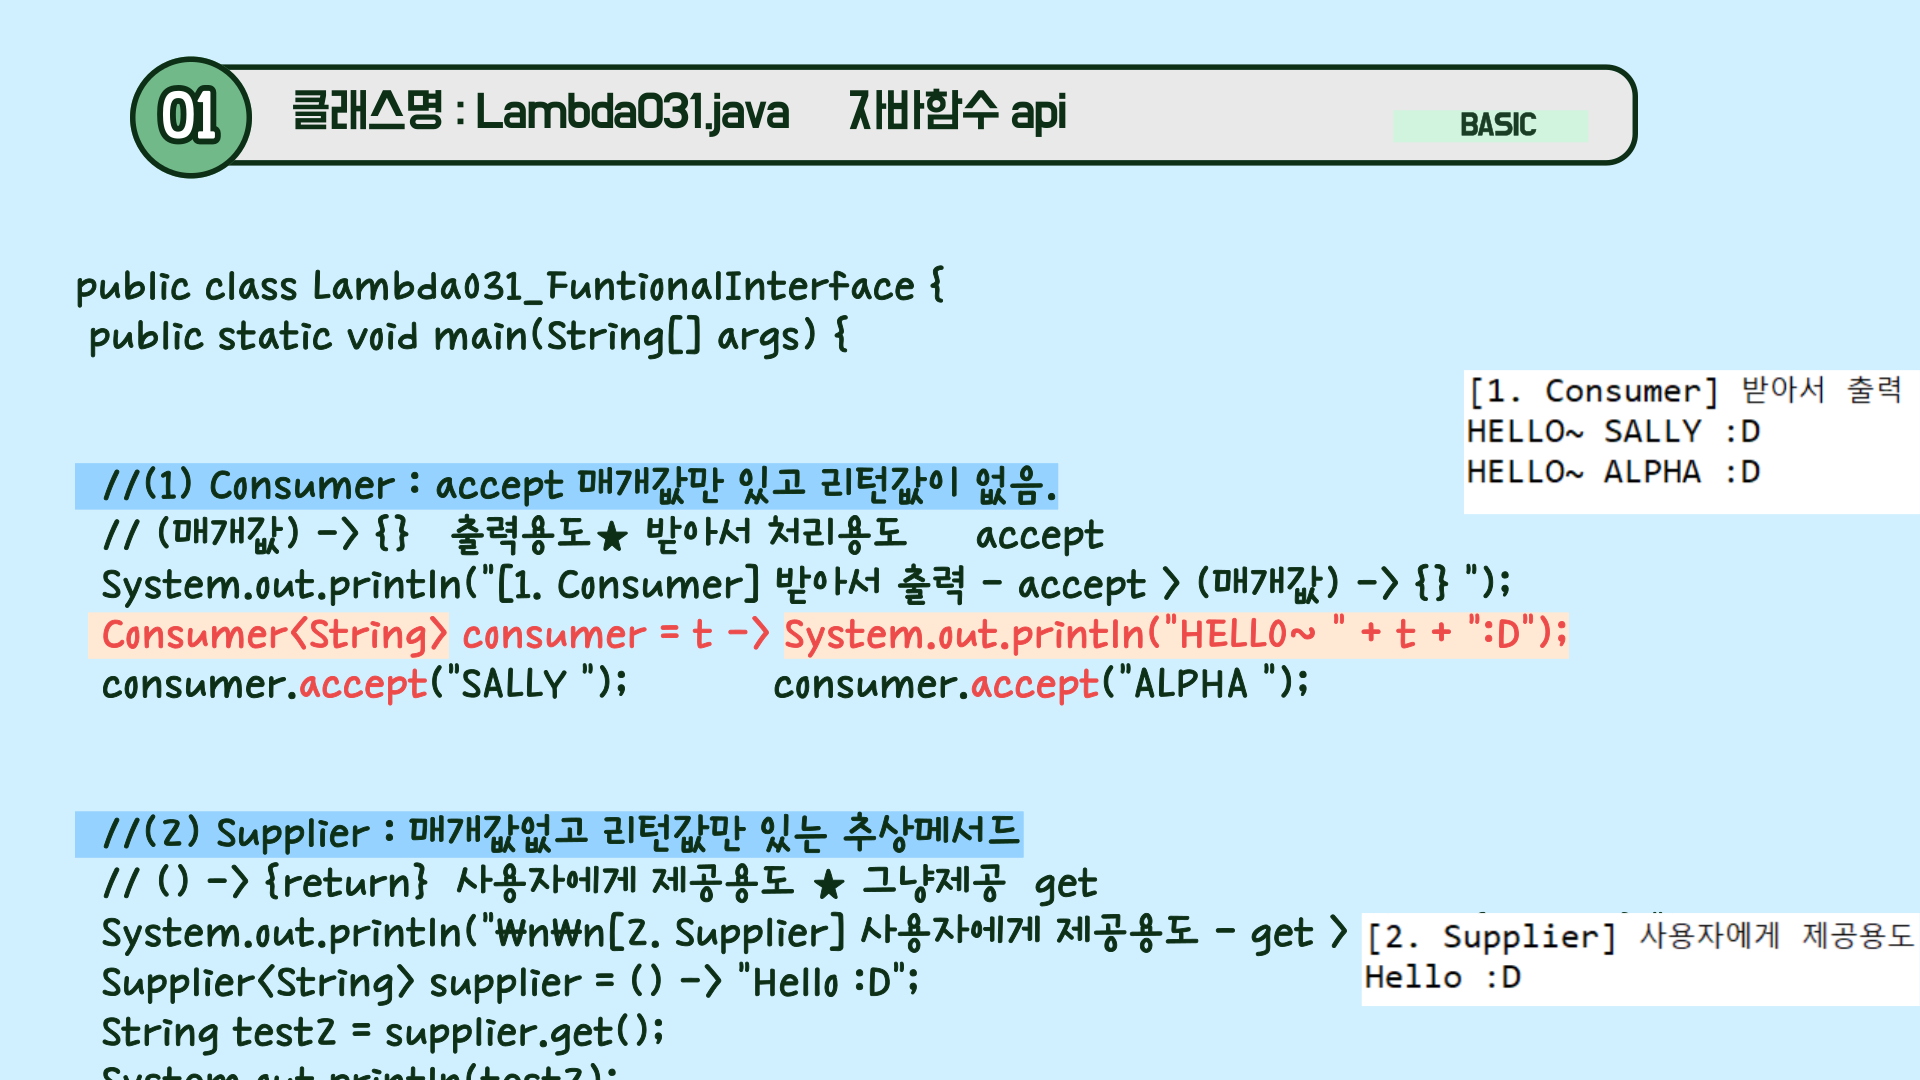 01
클래스명 : Lambda031.java 자바함수 api
BASIC
public class Lambda031_FuntionalInterface {
public static void main(String[] args) {
[1. Consumer] 받아서 출력
HELLO~ SALLY :D
HELLO~ ALPHA :D
//(1) Consumer : accept 매개값만 있고 리턴값이 없음.
// (매개값) -> {} 출력용도★ 받아서 처리용도 accept
System.out.println("[1. Consumer] 받아서 출력 - accept > (매개값) -> {} ");
Consumer<String> consumer = t -> System.out.println("HELLO~ " + t + ":D");
consumer.accept("SALLY "); consumer.accept("ALPHA ");
//(2) Supplier : 매개값없고 리턴값만 있는 추상메서드
// () -> {return} 사용자에게 제공용도 ★ 그냥제공 get
System.out.println("₩n₩n[2. Supplier] 사용자에게 제공용도 - get >
[2. Supplier] 사용자에게 제공용도
Hello :D
Supplier<String> supplier = () -> "Hello :D";
String test2 = supplier.get();
System.out.println(test2);